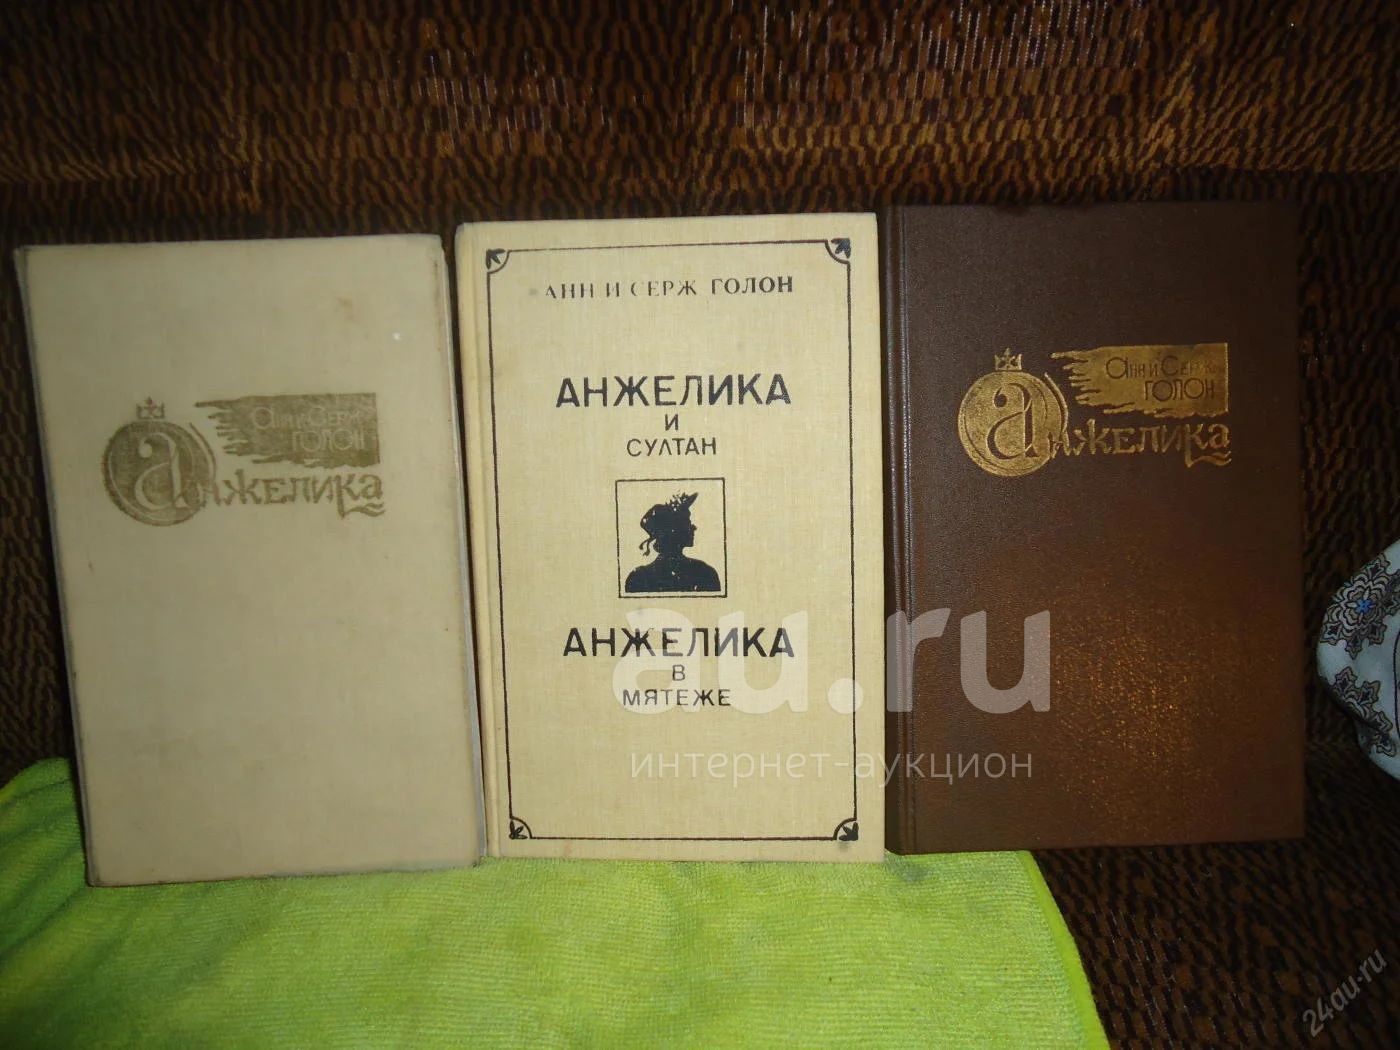 Анн и Серж
ГОЛОН
Анжелика
АНН И СЕРЖ ГОЛОН
АНЖЕЛИКА
И
СУЛТАН
АНЖЕЛИКА
В
МЯТЕЖЕ
Анн и Серж
ГОЛОН
Анжелика
au.ru
интернет-аукцион
24au.ru